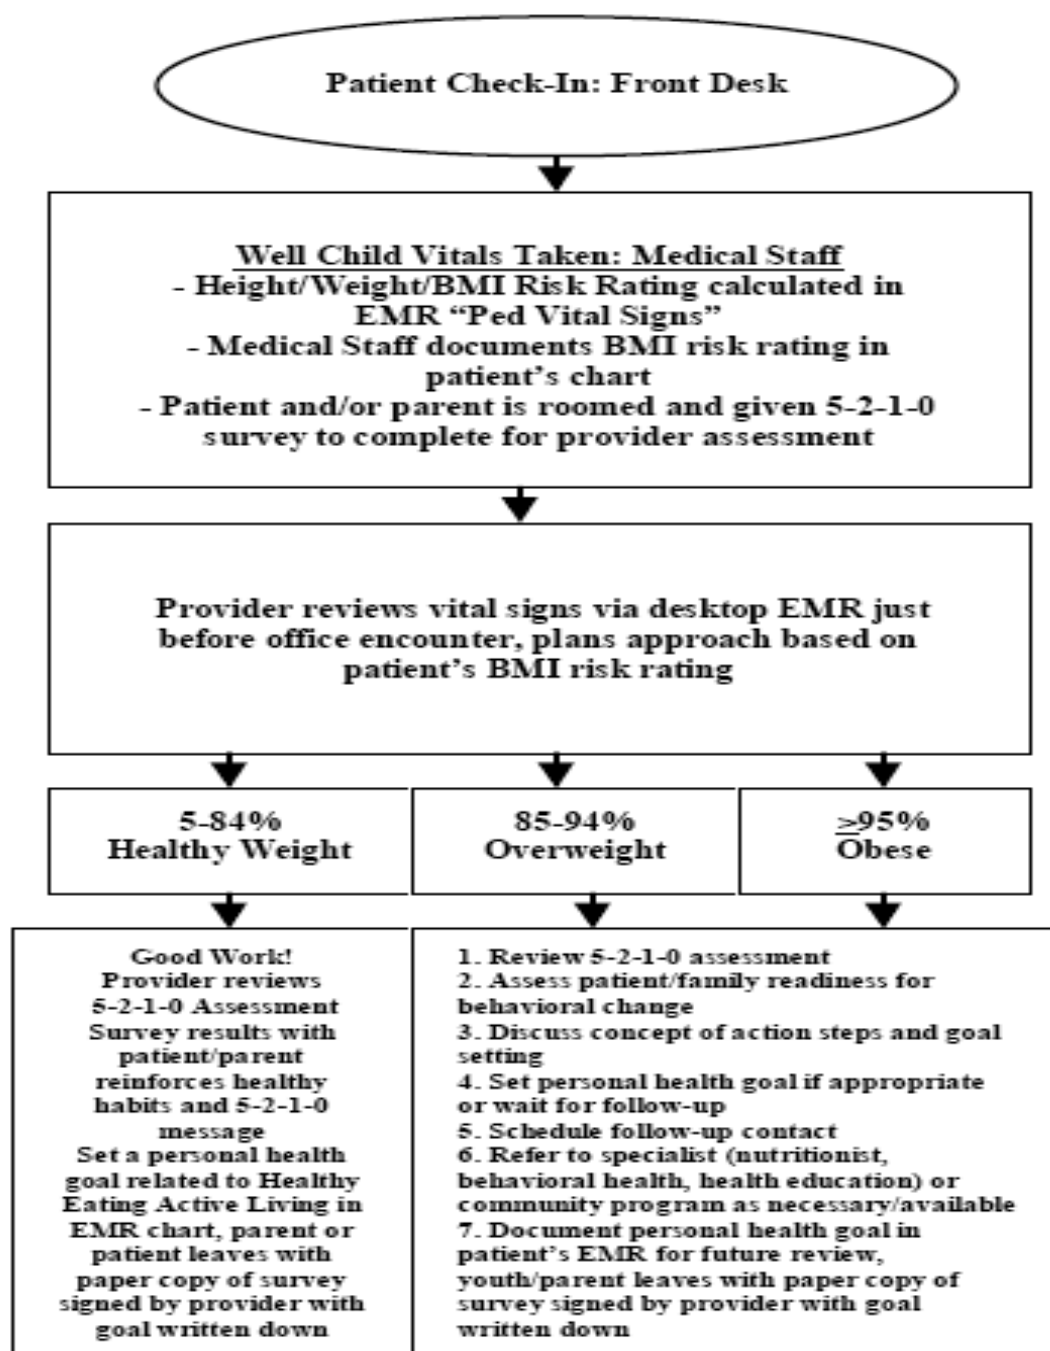 Patient Check-In: Front Desk
Well Child Vitals Taken: Medical Staff
- Height/Weight/BMI Risk Rating calculated in
EMR “Ped Vital Signs”
- Medical Staff documents BMI risk rating in
patient’s chart
- Patient and/or parent is roomed and given 5-2-1-0
survey to complete for provider assessment
Provider reviews vital signs via desktop EMR just
before office encounter, plans approach based on
patient’s BMI risk rating
5-84%
Healthy Weight
85-94%
Overweight
≥95%
Obese
Good Work!
Provider reviews
5-2-1-0 Assessment
Survey results with
patient/parent
reinforces healthy
habits and 5-2-1-0
message
Set a personal health
goal related to Healthy
Eating Active Living in
EMR chart, parent or
patient leaves with
paper copy of survey
signed by provider with
goal written down
1. Review 5-2-1-0 assessment
2. Assess patient/family readiness for
behavioral change
3. Discuss concept of action steps and goal
setting
4. Set personal health goal if appropriate
or wait for follow-up
5. Schedule follow-up contact
6. Refer to specialist (nutritionist,
behavioral health, health education) or
community program as necessary/available
7. Document personal health goal in
patient’s EMR for future review,
youth/parent leaves with paper copy of
survey signed by provider with goal
written down